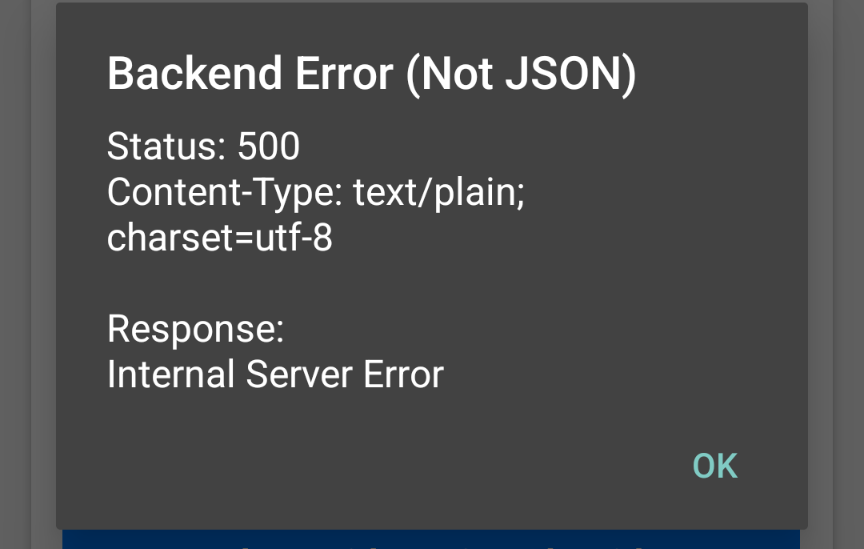 Backend Error (Not JSON)
Status: 500
Content-Type: text/plain;
charset=utf-8
Response:
Internal Server Error
OK